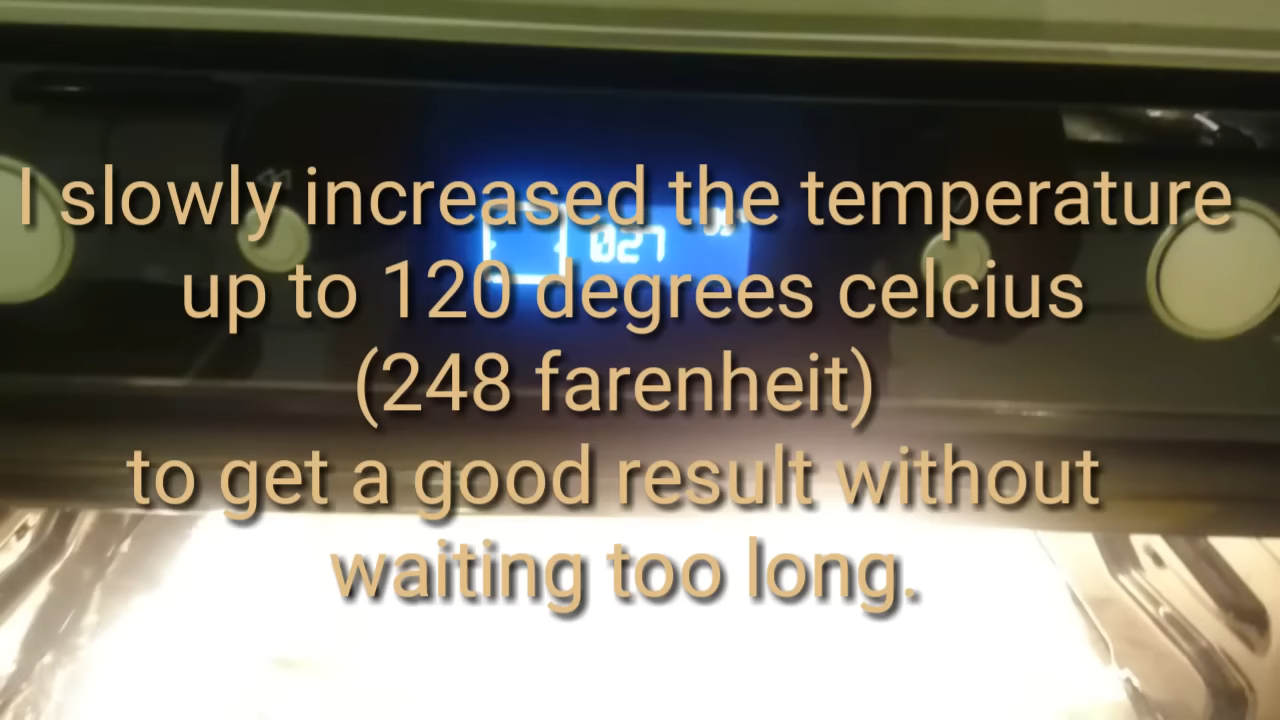 I slowly increased the temperature
up to 120 degrees celcius
(248 farenheit)
to get a good result without
waiting too long.
027